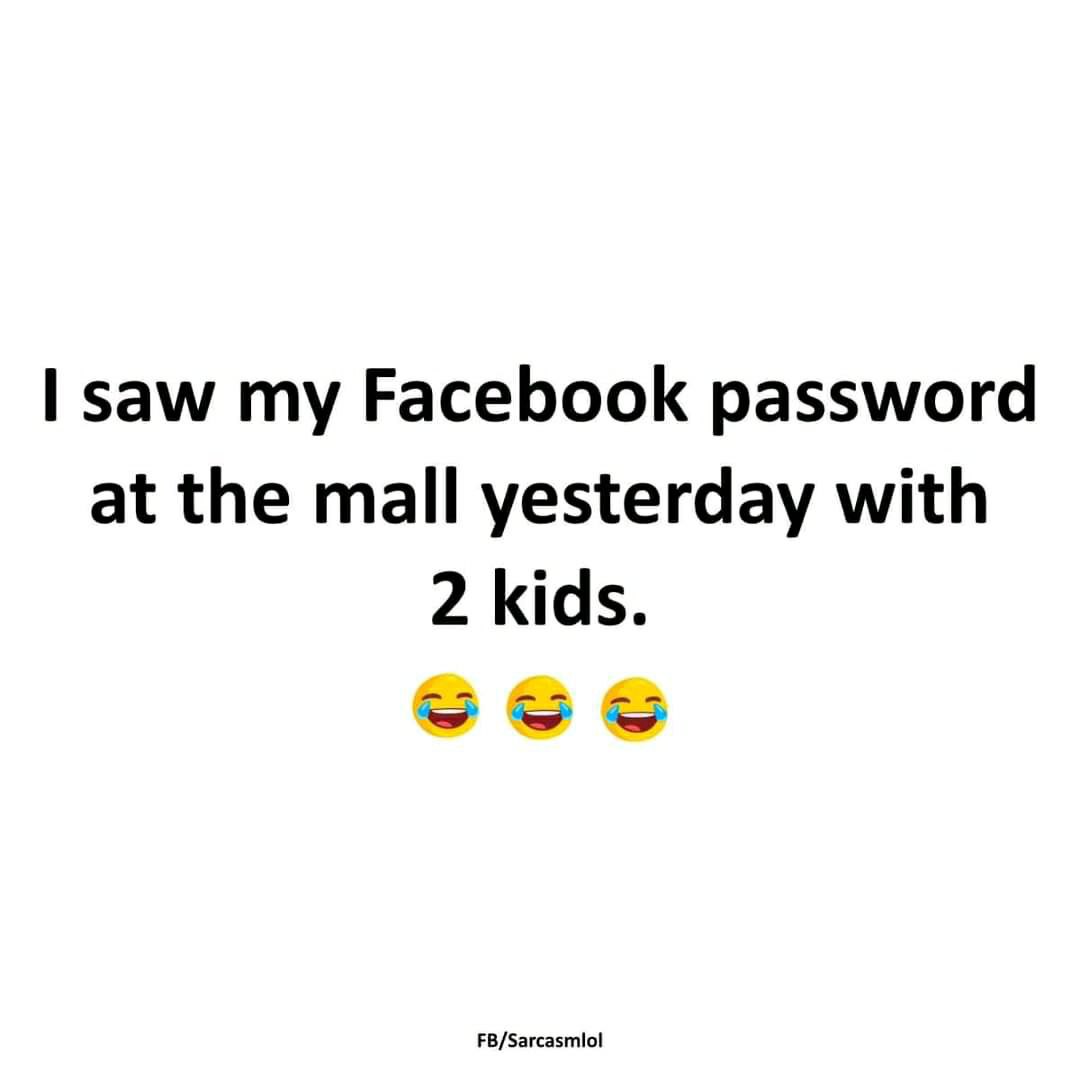 I saw my Facebook password
at the mall yesterday with
2 kids.
😂 😂 😂
FB/Sarcasmlol